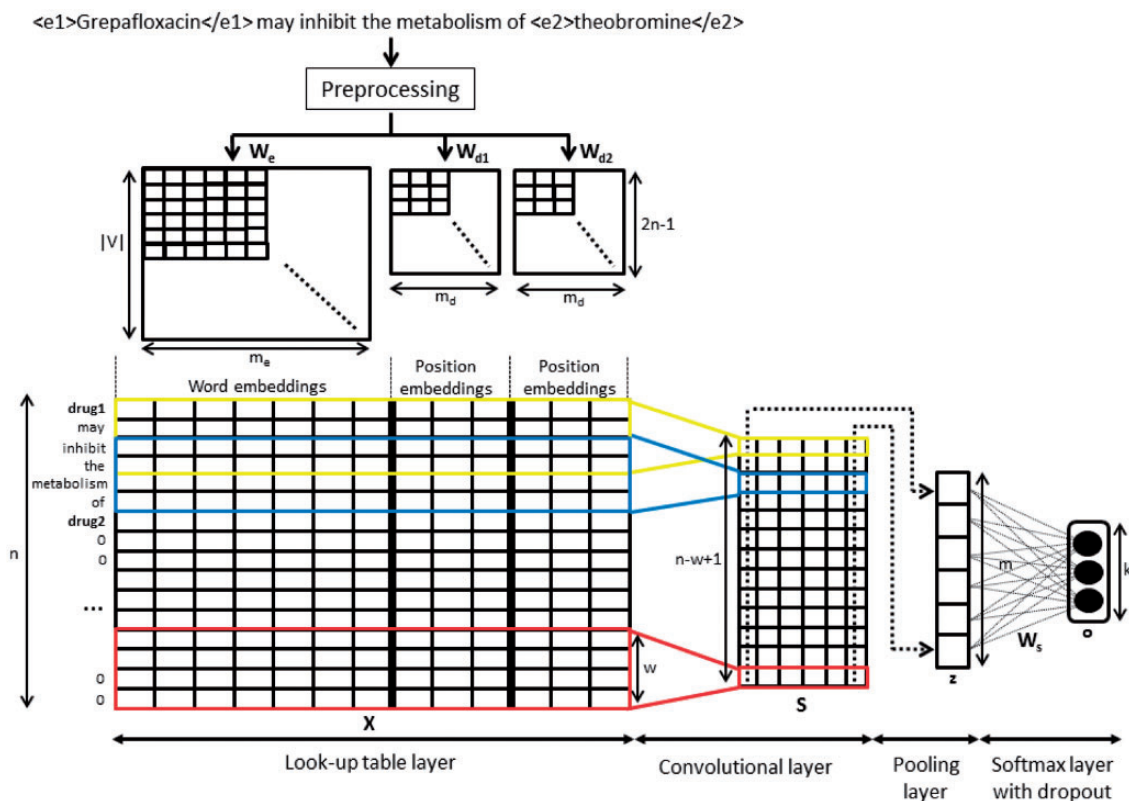 <e1>Grepafloxacin</e1> may inhibit the metabolism of <e2>theobromine</e2>
Preprocessing
We Wd1 Wd2
|V| 2n-1
me md md
Word embeddings Position embeddings Position embeddings
drug1
may
inhibit
the
metabolism
of
drug2
0
0
...
0
0
n
w
n-w+1
m
k
Ws
o
z
X
S
Look-up table layer
Convolutional layer
Pooling layer
Softmax layer with dropout